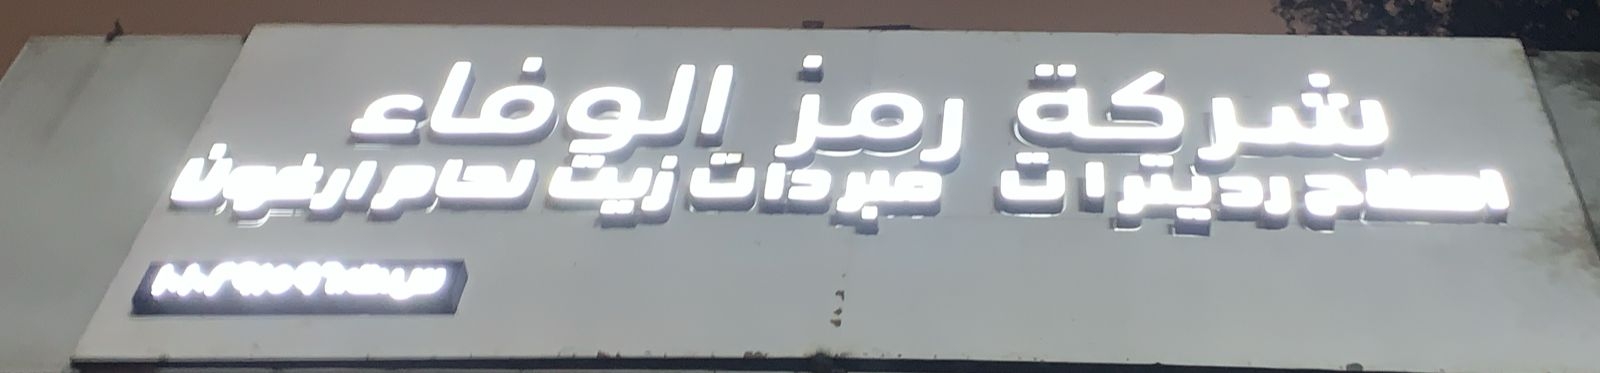 شركة رمز الوفاء
اصلاح رديترات مبردات زيت لحام ارغون
س.ت: